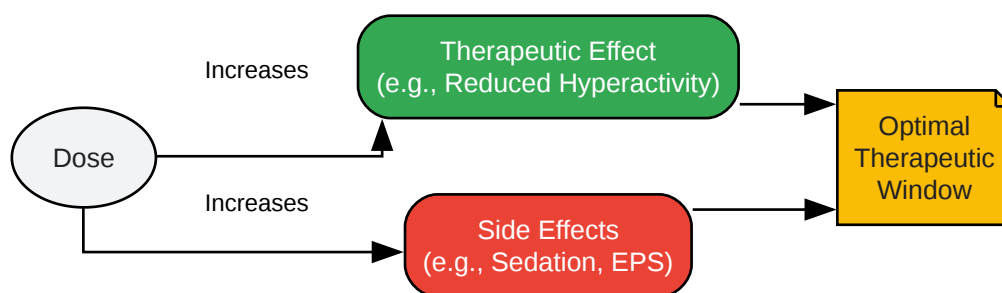 Increases
Therapeutic Effect
(e.g., Reduced Hyperactivity)
Dose
Increases
Side Effects
(e.g., Sedation, EPS)
Optimal
Therapeutic
Window